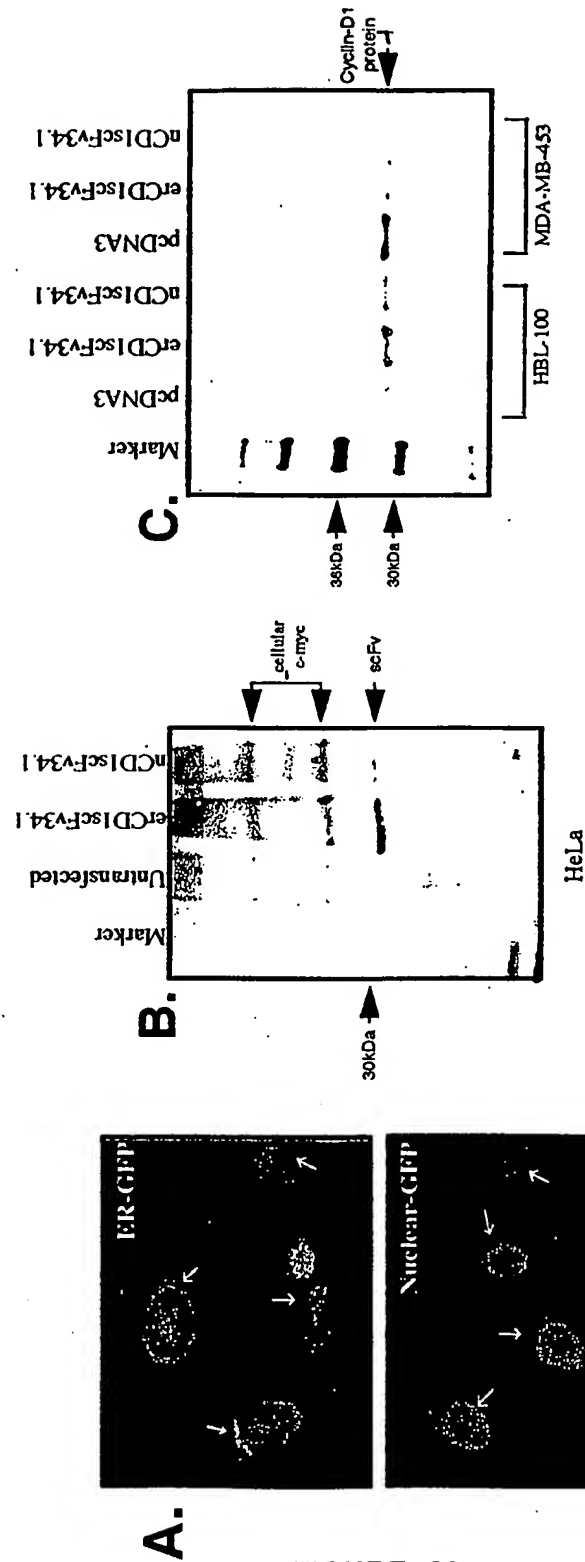 A.
ER-GFP
Nuclear-GFP
B.
Marker
Untransfected
erCD1scFv34.1
nCD1scFv34.1
30kDa
cellular
c-myc
scFv
HeLa
C.
Marker
pcDNA3
erCD1scFv34.1
nCD1scFv34.1
pcDNA3
erCD1scFv34.1
nCD1scFv34.1
30kDa
Cyclin-D1
protein
HBL-100
MDA-MB-453